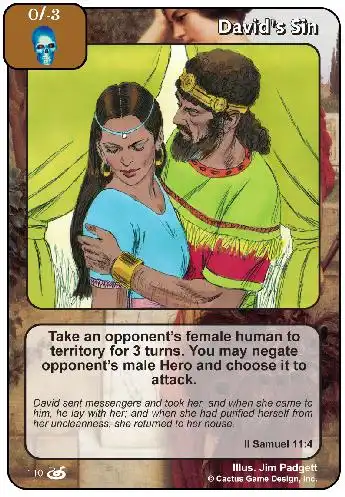 0/-3
David's Sin
Take an opponent's female human to
territory for 3 turns. You may negate
opponent's male Hero and choose it to
attack.
David sent messengers and took her, and when she came to
him, he lay with her; and when she had purified herself from
her uncleanness, she returned to her house.
II Samuel 11:4
Illus. Jim Padgett
© Cactus Game Design, Inc.